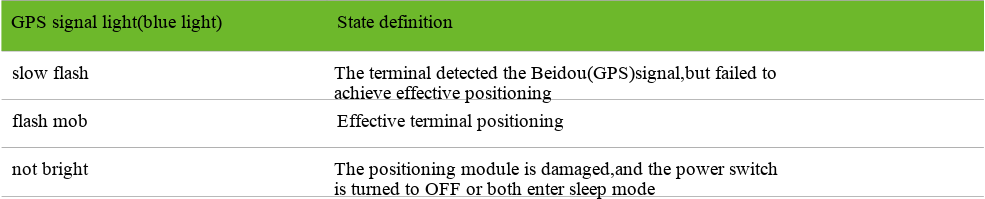 GPS signal light(blue light) State definition
slow flash The terminal detected the Beidou(GPS)signal,but failed to
achieve effective positioning
flash mob Effective terminal positioning
not bright The positioning module is damaged,and the power switch
is turned to OFF or both enter sleep mode